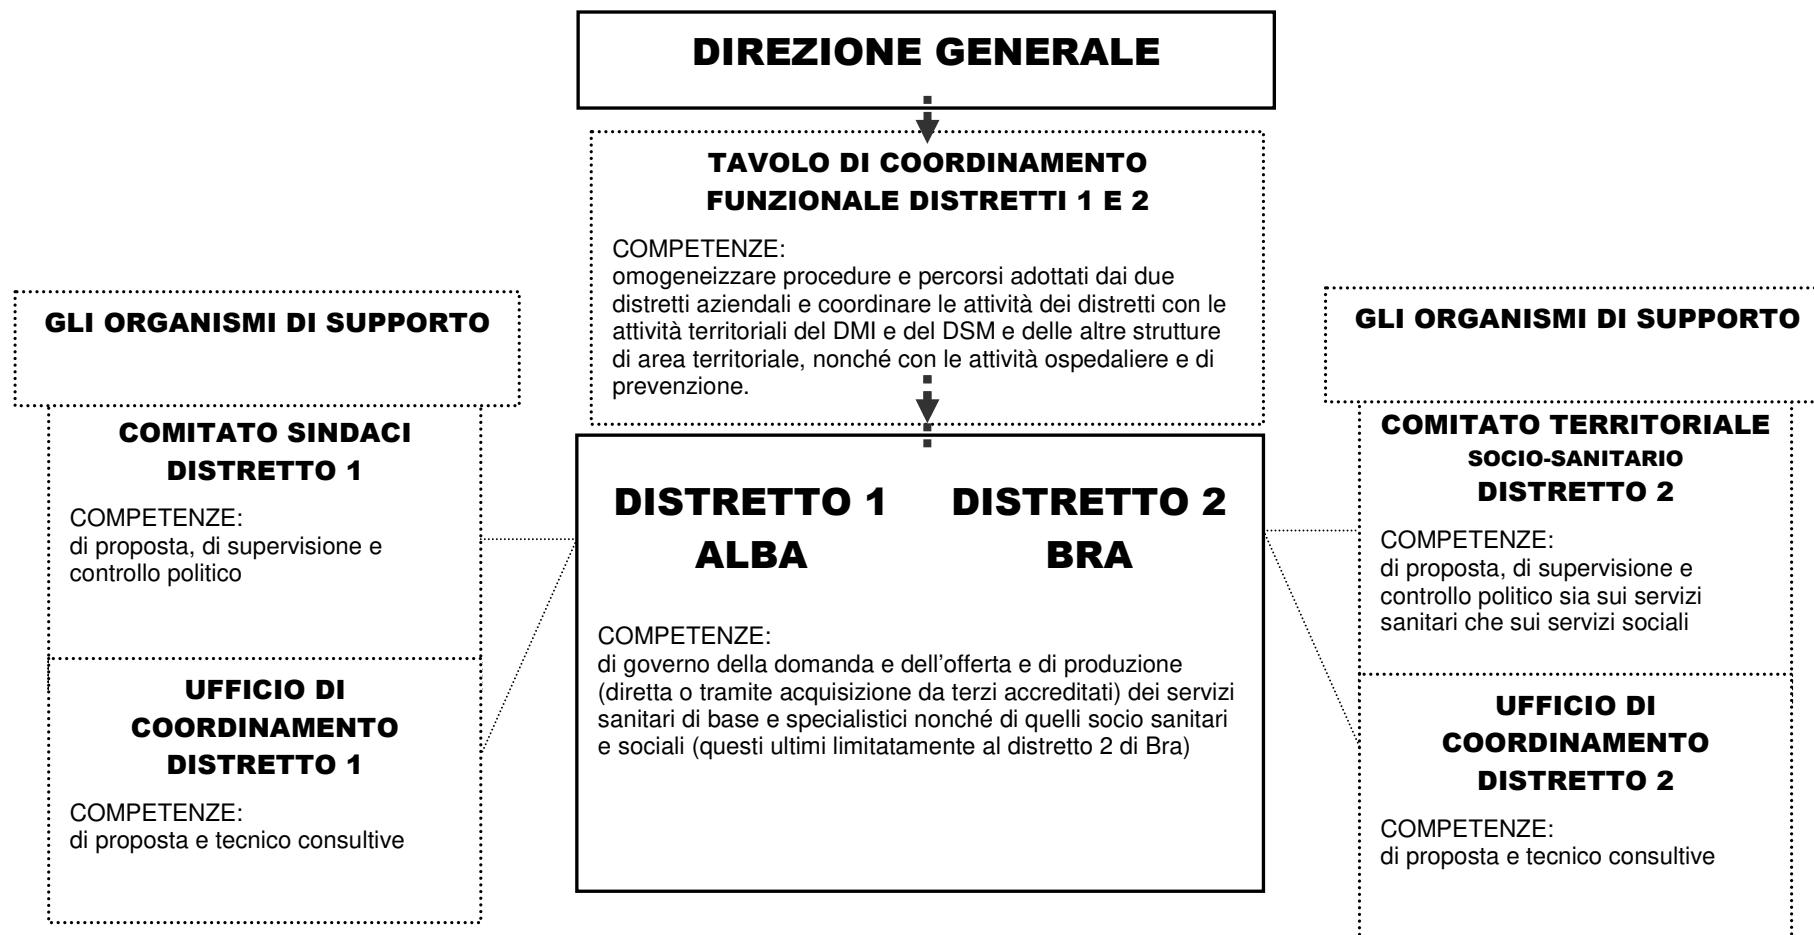 DIREZIONE GENERALE
TAVOLO DI COORDINAMENTO
FUNZIONALE DISTRETTI 1 E 2
COMPETENZE:
omogeneizzare procedure e percorsi adottati dai due
distretti aziendali e coordinare le attività dei distretti con le
attività territoriali del DMI e del DSM e delle altre strutture
di area territoriale, nonché con le attività ospedaliere e di
prevenzione.
GLI ORGANISMI DI SUPPORTO
COMITATO SINDACI
DISTRETTO 1
COMPETENZE:
di proposta, di supervisione e
controllo politico
UFFICIO DI
COORDINAMENTO
DISTRETTO 1
COMPETENZE:
di proposta e tecnico consultive
DISTRETTO 1
ALBA
DISTRETTO 2
BRA
COMPETENZE:
di governo della domanda e dell'offerta e di produzione
(diretta o tramite acquisizione da terzi accreditati) dei servizi
sanitari di base e specialistici nonché di quelli socio sanitari
e sociali (questi ultimi limitatamente al distretto 2 di Bra)
GLI ORGANISMI DI SUPPORTO
COMITATO TERRITORIALE
SOCIO-SANITARIO
DISTRETTO 2
COMPETENZE:
di proposta, di supervisione e
controllo politico sia sui servizi
sanitari che sui servizi sociali
UFFICIO DI
COORDINAMENTO
DISTRETTO 2
COMPETENZE:
di proposta e tecnico consultive